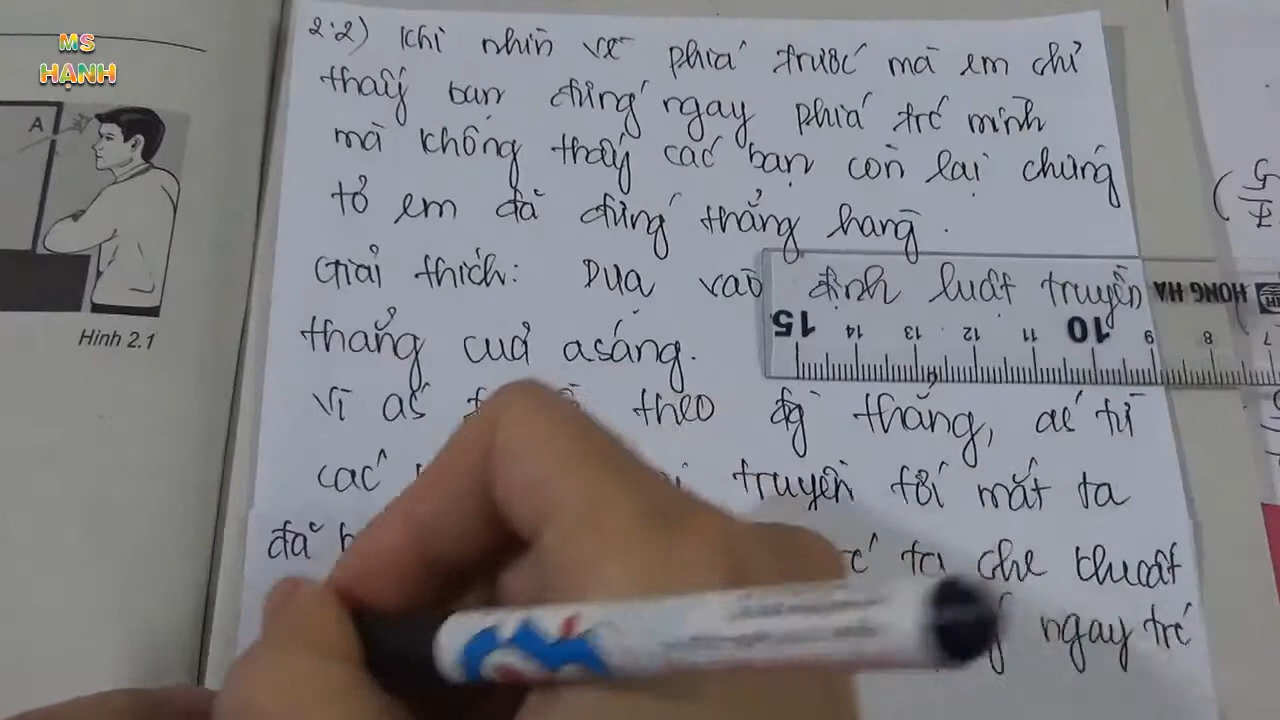 MS
HẠNH
A
Hình 2.1
2.2) Khi nhìn về phiá trước mà em chỉ
thấy bạn đứng ngay phiá trc mình
mà không thấy các bạn còn lại chứng
tỏ em đã đứng thẳng hàng.
Giải thích: Dựa vào định luật truyền
thẳng của asáng.
Vì as theo đg thẳng, as từ
các truyền tới mắt ta
đã ta che khuất
ngay trc
HONG HA
15 14 13 12 11 10 9 8 7